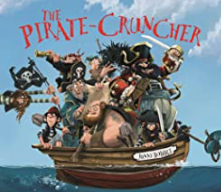 THE
PIRATE-CRUNCHER
JONNY DUDDLE